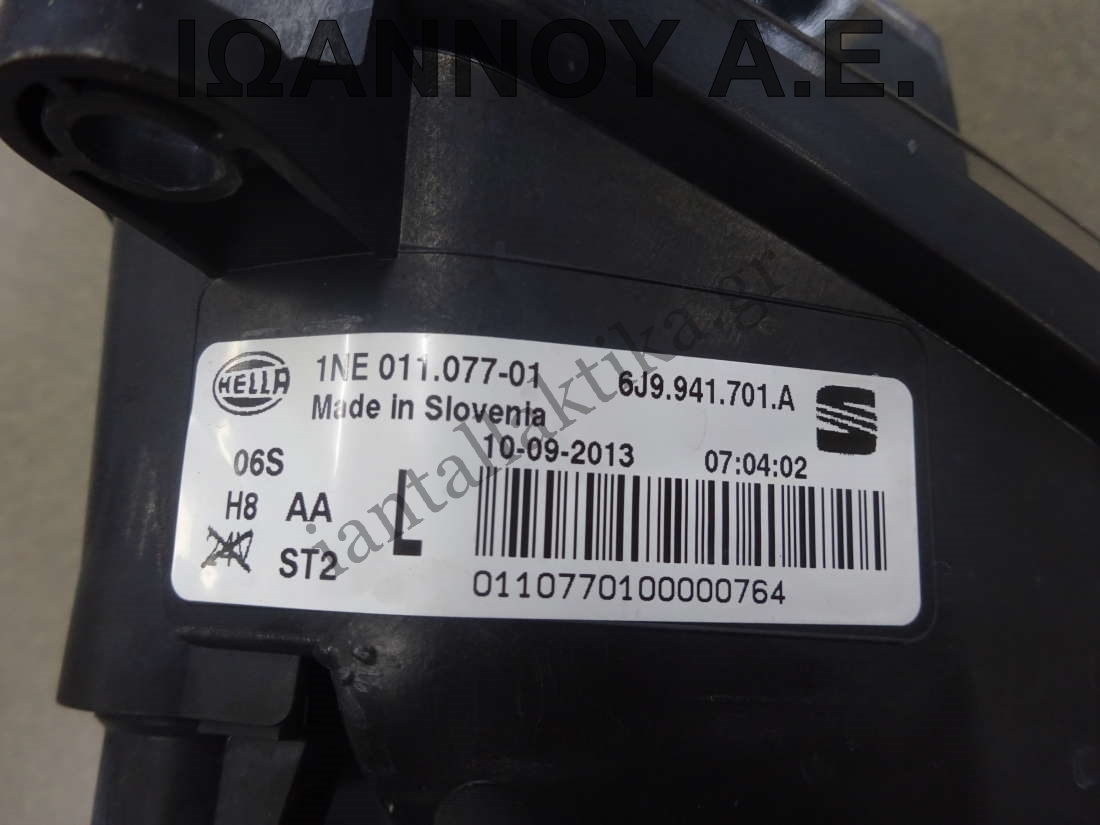 ΙΩΑΝΝΟΥ Α.Ε.
HELLA
1NE 011.077-01
6J9.941.701.A
Made in Slovenia
10-09-2013
07:04:02
06S
H8 AA
L
ST2
0110770100000764
iantallaktika.gr